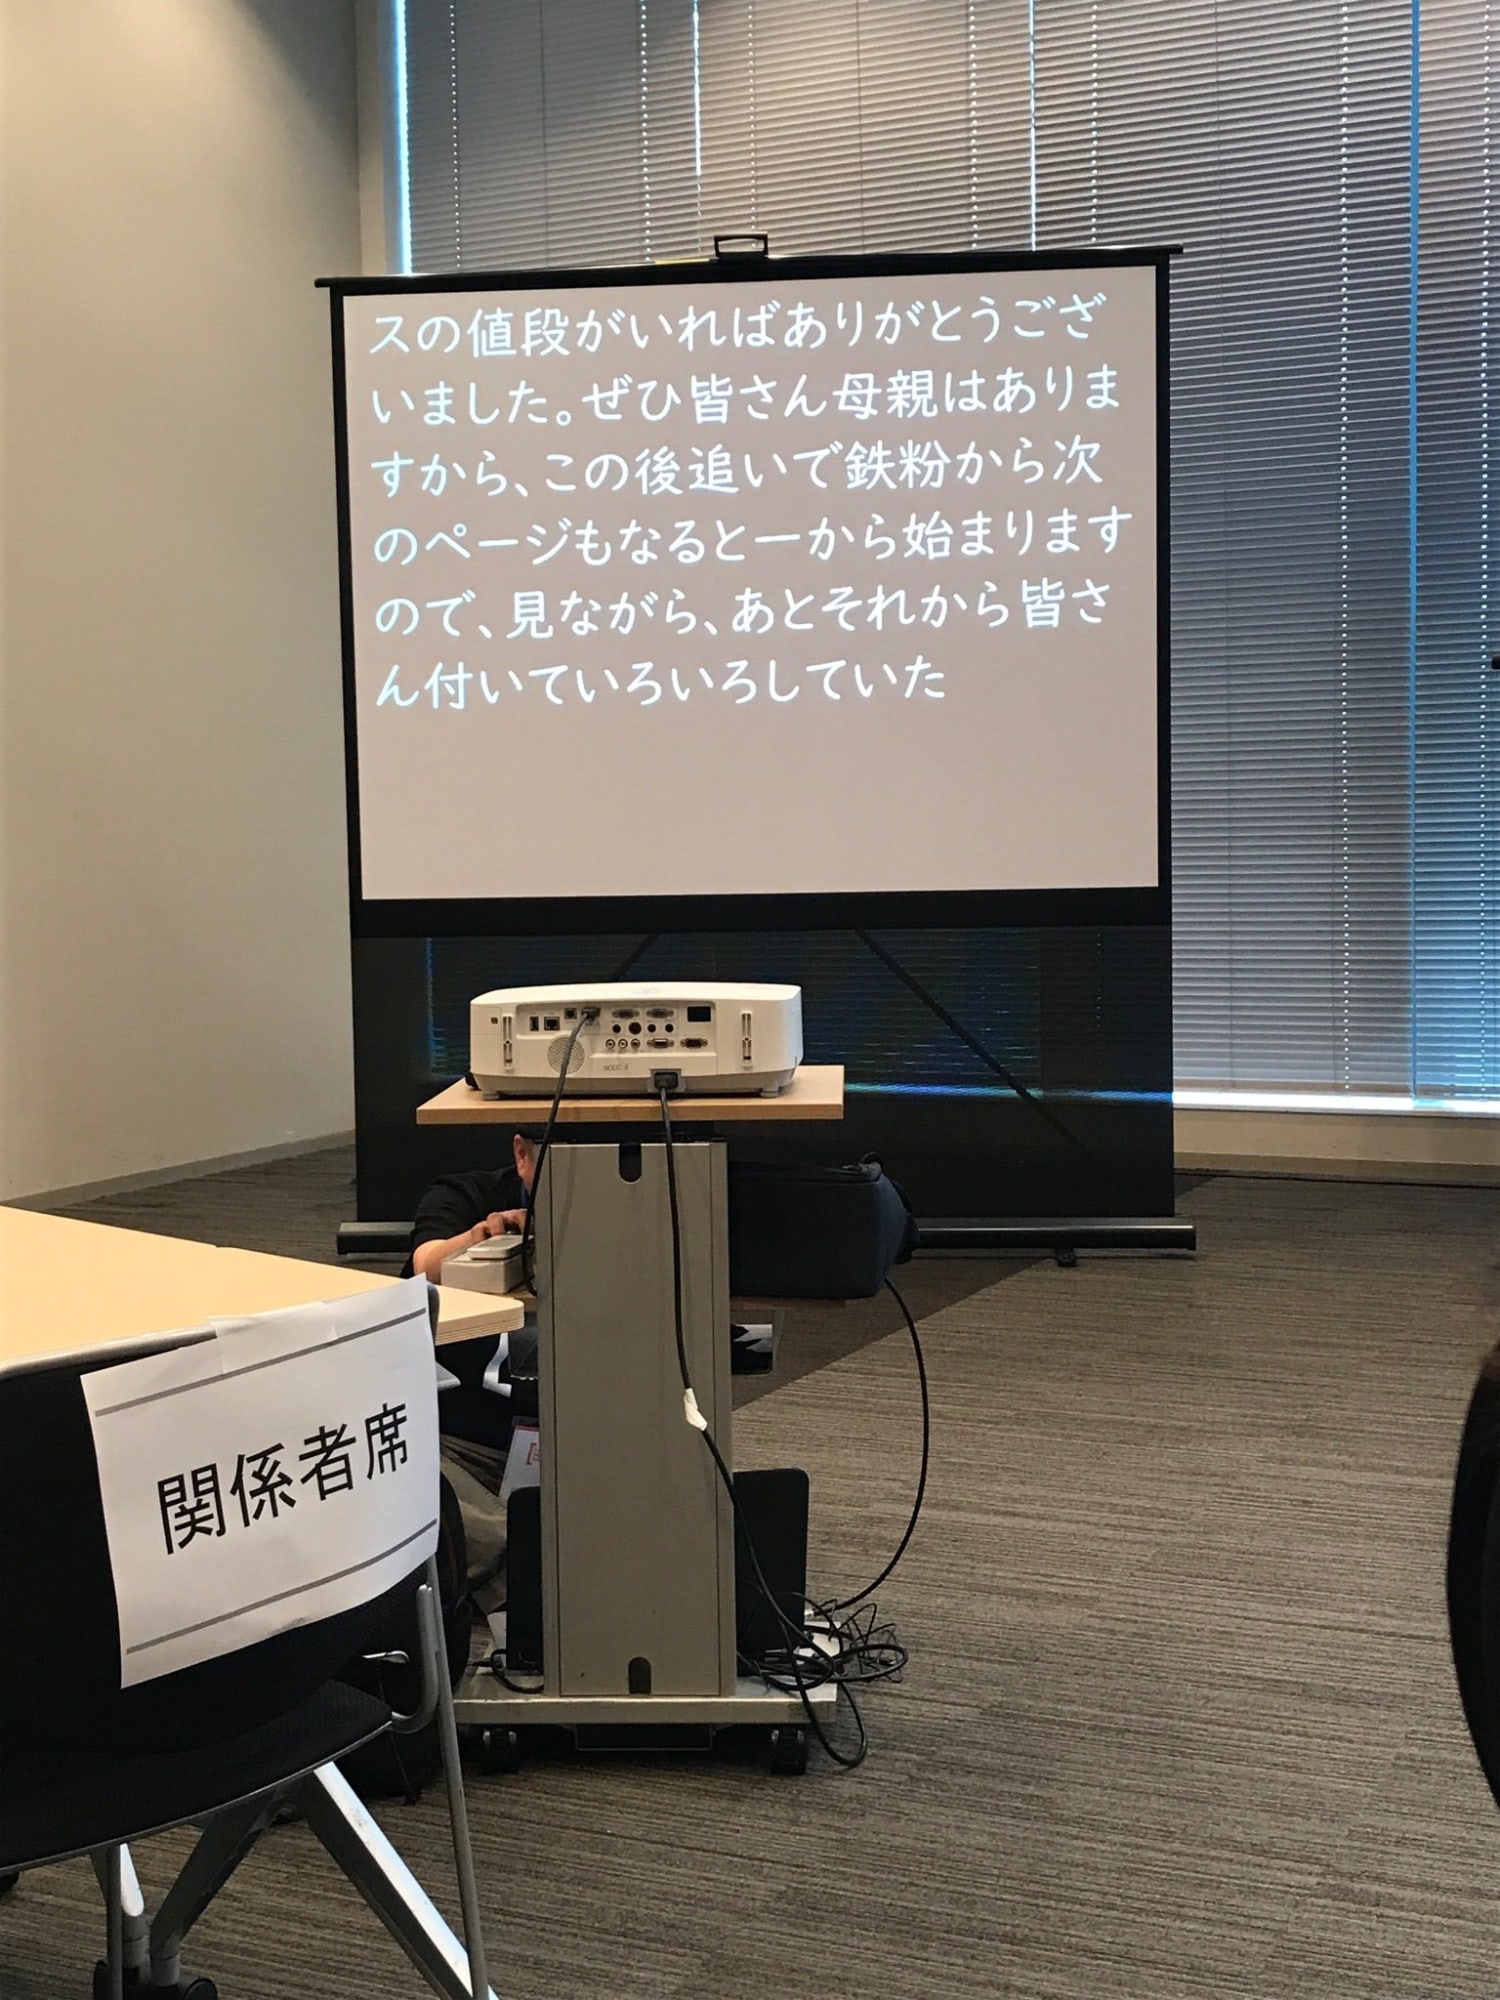 スの値段がいればありがとうござ
いました。ぜひ皆さん母親はありま
すから、この後追いで鉄粉から次
のページもなると一から始まります
ので、見ながら、あとそれから皆さ
ん付いていろいろしていた
関係者席